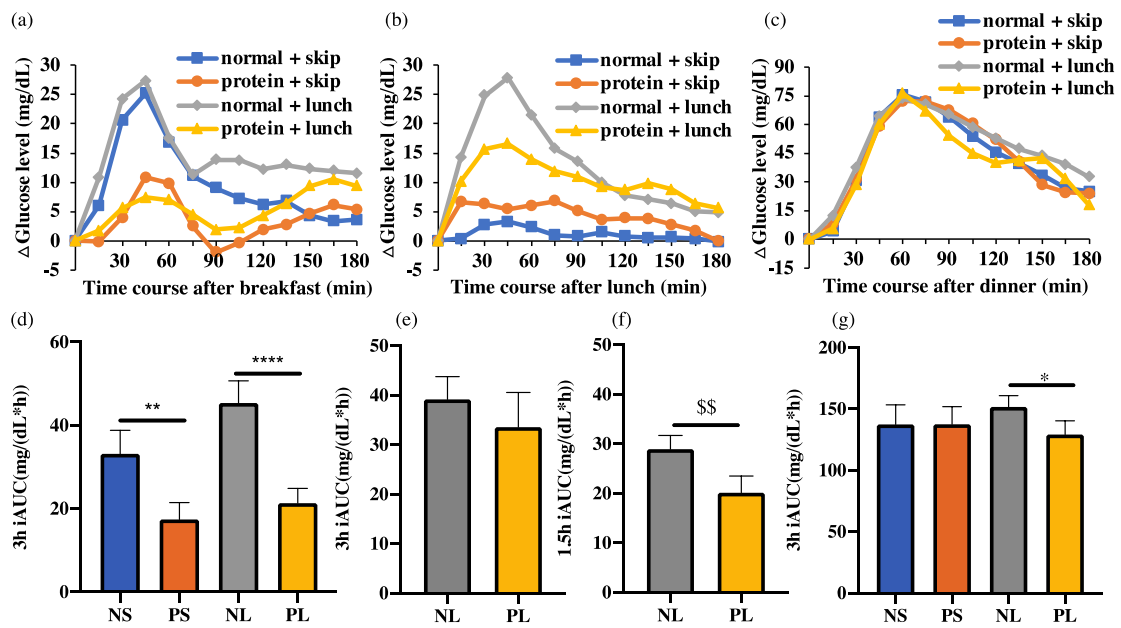 (a)
normal + skip
protein + skip
normal + lunch
protein + lunch
ΔGlucose level (mg/dL)
30
25
20
15
10
5
0
-5
30
60
90
120
150
180
Time course after breakfast (min)
(b)
normal + skip
protein + skip
normal + lunch
protein + lunch
ΔGlucose level (mg/dL)
30
25
20
15
10
5
0
-5
30
60
90
120
150
180
Time course after lunch (min)
(c)
normal + skip
protein + skip
normal + lunch
protein + lunch
ΔGlucose level (mg/dL)
90
75
60
45
30
15
0
-15
30
60
90
120
150
180
Time course after dinner (min)
(d)
3h iAUC(mg/(dL*h))
60
40
20
0
**
****
NS
PS
NL
PL
(e)
3h iAUC(mg/(dL*h))
50
40
30
20
10
0
NL
PL
(f)
1.5h iAUC(mg/(dL*h))
50
40
30
20
10
0
$$
NL
PL
(g)
3h iAUC(mg/(dL*h))
200
150
100
50
0
*
NS
PS
NL
PL